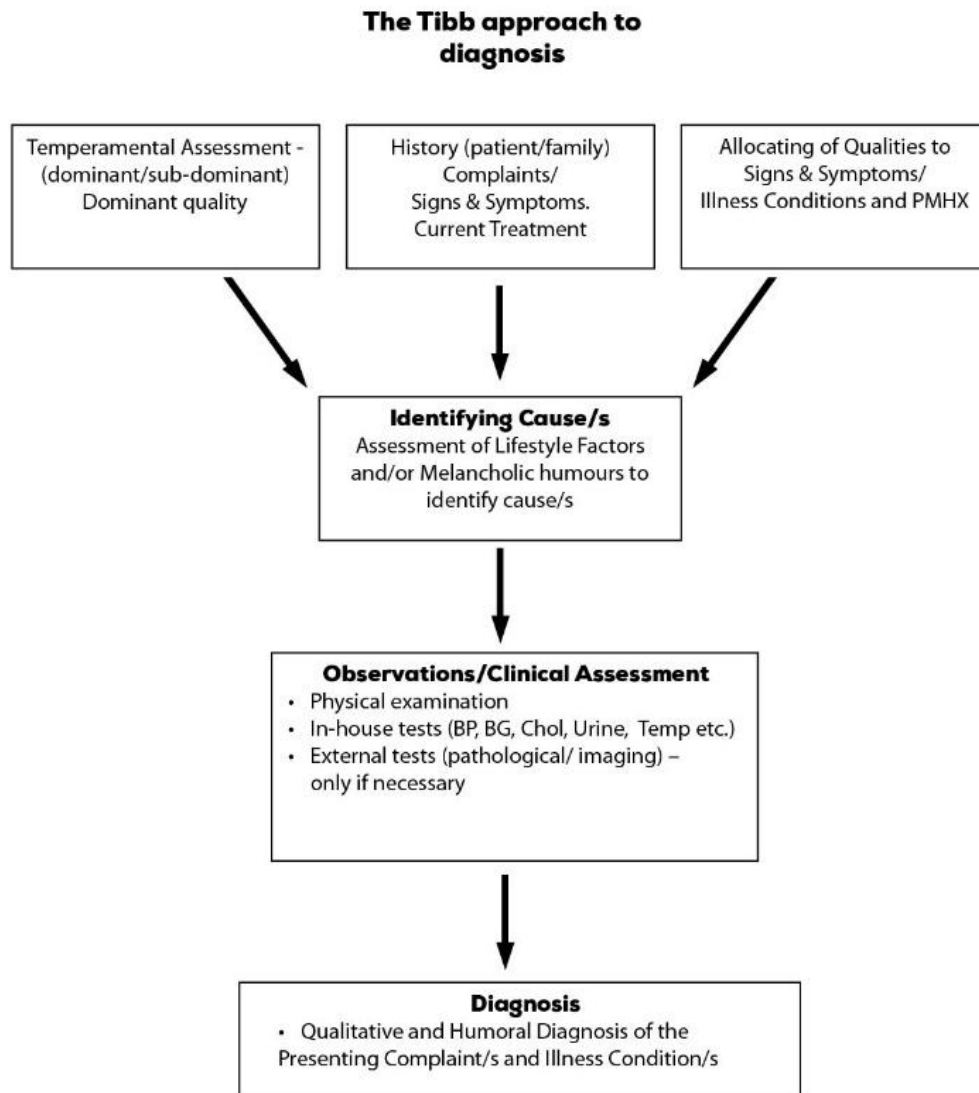 The Tibb approach to
diagnosis
Temperamental Assessment -
(dominant/sub-dominant)
Dominant quality
History (patient/family)
Complaints/
Signs & Symptoms.
Current Treatment
Allocating of Qualities to
Signs & Symptoms/
Illness Conditions and PMHX
Identifying Cause/s
Assessment of Lifestyle Factors
and/or Melancholic humours to
identify cause/s
Observations/Clinical Assessment
• Physical examination
• In-house tests (BP, BG, Chol, Urine, Temp etc.)
• External tests (pathological/ imaging) –
only if necessary
Diagnosis
• Qualitative and Humoral Diagnosis of the
Presenting Complaint/s and Illness Condition/s